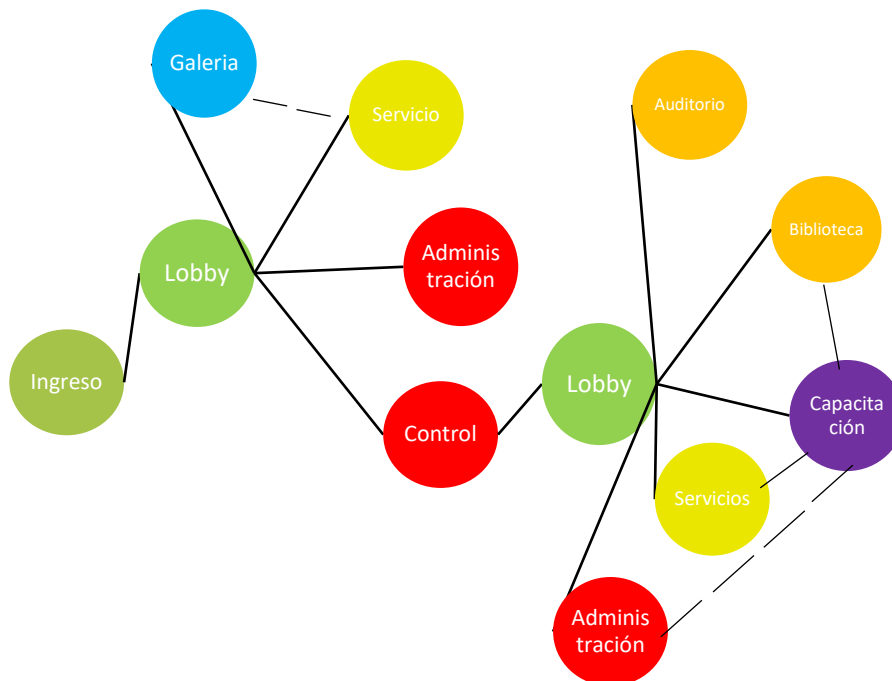 Galeria
Servicio
Auditorio
Biblioteca
Lobby
Adminis
tración
Ingreso
Lobby
Control
Capacita
ción
Servicios
Adminis
tración